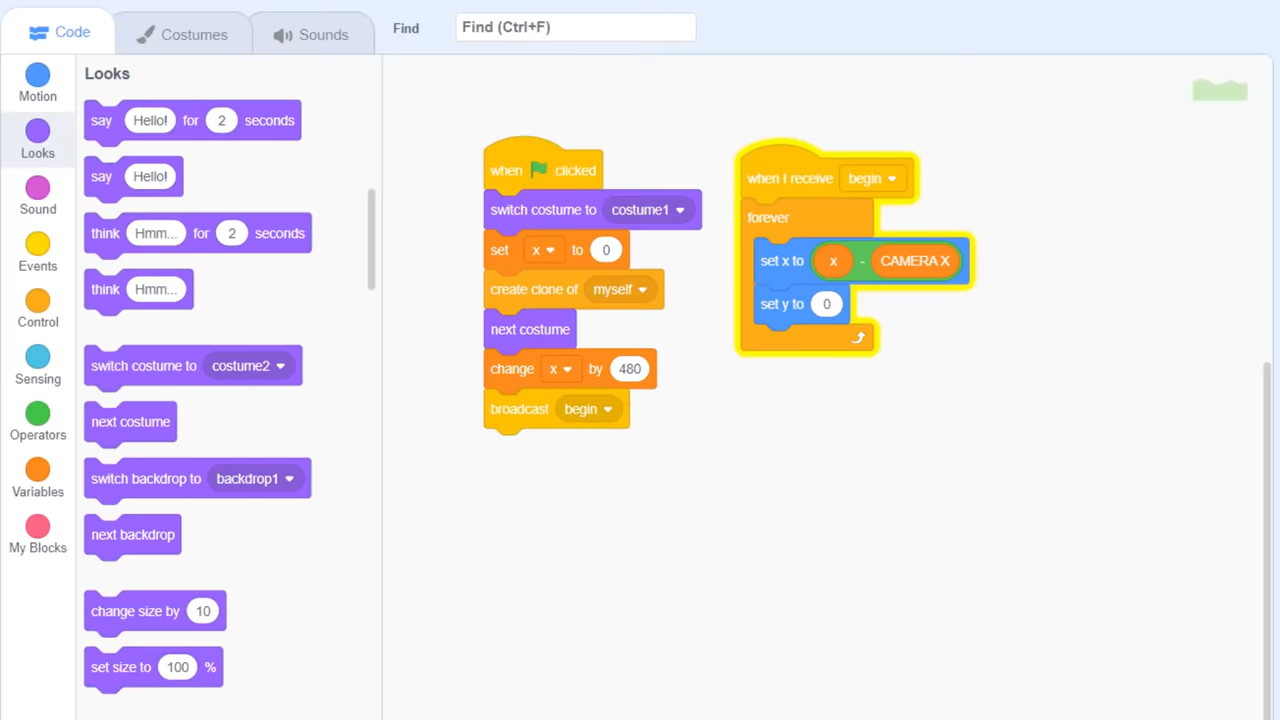 Code
Costumes
Sounds
Find
Find (Ctrl+F)
Motion
Looks
Sound
Events
Control
Sensing
Operators
Variables
My Blocks
Looks
say Hello! for 2 seconds
say Hello!
think Hmm... for 2 seconds
think Hmm...
switch costume to costume2
next costume
switch backdrop to backdrop1
next backdrop
change size by 10
set size to 100 %
when clicked
switch costume to costume1
set x to 0
create clone of myself
next costume
change x by 480
broadcast begin
when I receive begin
forever
set x to x - CAMERA X
set y to 0